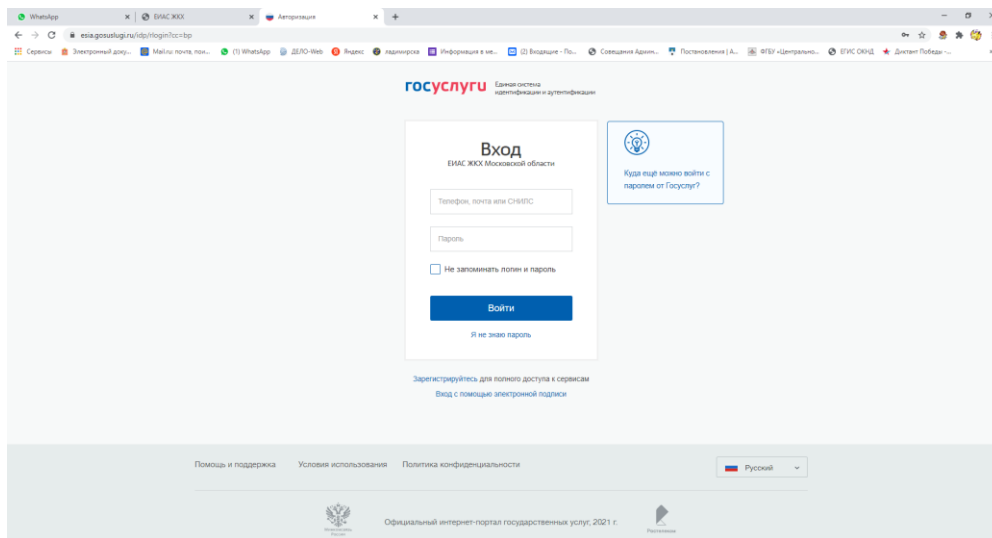 WhatsApp
ЕИАС ЖКХ
Авторизация
esia.gosuslugi.ru/idp/rlogin?cc=bp
Сервисы
Электронный доку...
Mail.ru почта, пои...
(1) WhatsApp
ДЕЛО-Web
Яндекс
ладимирска
Информация в ме...
(2) Входящие - По...
Совещания Админ...
Постановления | А...
ФГБУ «Центрально...
ЕГИС ОКНД
Диктант Победы -...
госуслуги
Единая система
идентификации и аутентификации
Вход
ЕИАС ЖКХ Московской области
Телефон, почта или СНИЛС
Пароль
Не запоминать логин и пароль
Войти
Я не знаю пароль
Куда ещё можно войти с
паролем от Госуслуг?
Зарегистрируйтесь для полного доступа к сервисам
Вход с помощью электронной подписи
Помощь и поддержка
Условия использования
Политика конфиденциальности
Русский
Официальный интернет-портал государственных услуг, 2021 г.
Минкомсвязь
России
Ростелеком